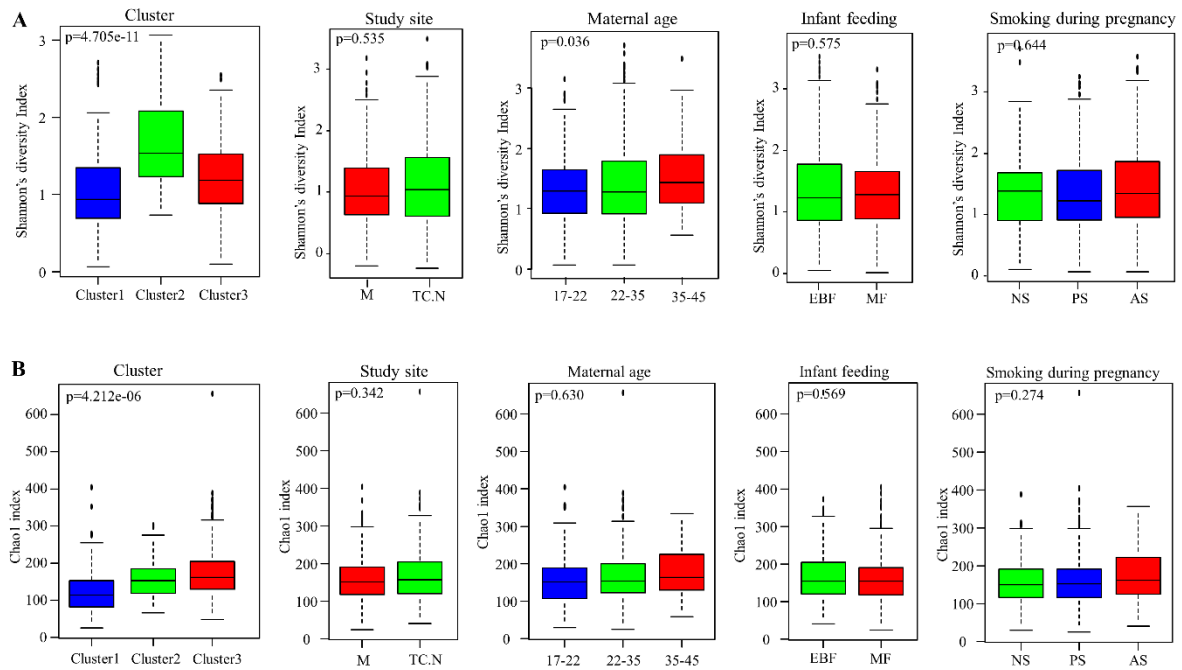 A
Cluster
Study site
Maternal age
Infant feeding
Smoking during pregnancy
p=4.705e-11
p=0.535
p=0.036
p=0.575
p=0.644
Shannon's diversity Index
3
2
1
0
Cluster1 Cluster2 Cluster3
Shannon's diversity Index
3
2
1
0
M TC.N
Shannon's diversity Index
3
2
1
0
17-22 22-35 35-45
Shannon's diversity Index
3
2
1
0
EBF MF
Shannon's diversity Index
3
2
1
0
NS PS AS
B
Cluster
Study site
Maternal age
Infant feeding
Smoking during pregnancy
p=4.212e-06
p=0.342
p=0.630
p=0.569
p=0.274
Chao1 index
600
500
400
300
200
100
0
Cluster1 Cluster2 Cluster3
Chao1 index
600
500
400
300
200
100
0
M TC.N
Chao1 index
600
500
400
300
200
100
0
17-22 22-35 35-45
Chao1 index
600
500
400
300
200
100
0
EBF MF
Chao1 index
600
500
400
300
200
100
0
NS PS AS